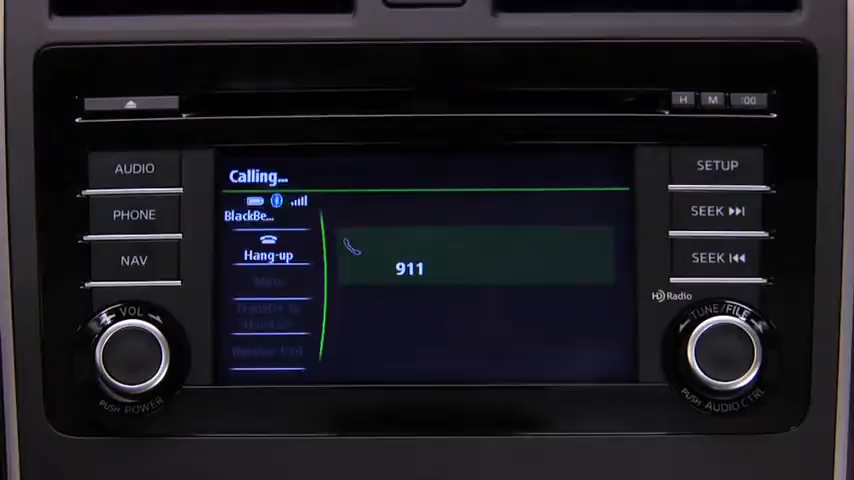 H M :00
AUDIO
PHONE
NAV
VOL
PUSH POWER
Calling...
BlackBe...
Hang-up
Mute
911
SETUP
SEEK
SEEK
HD Radio
TUNE/FILE
PUSH AUDIO CTRL